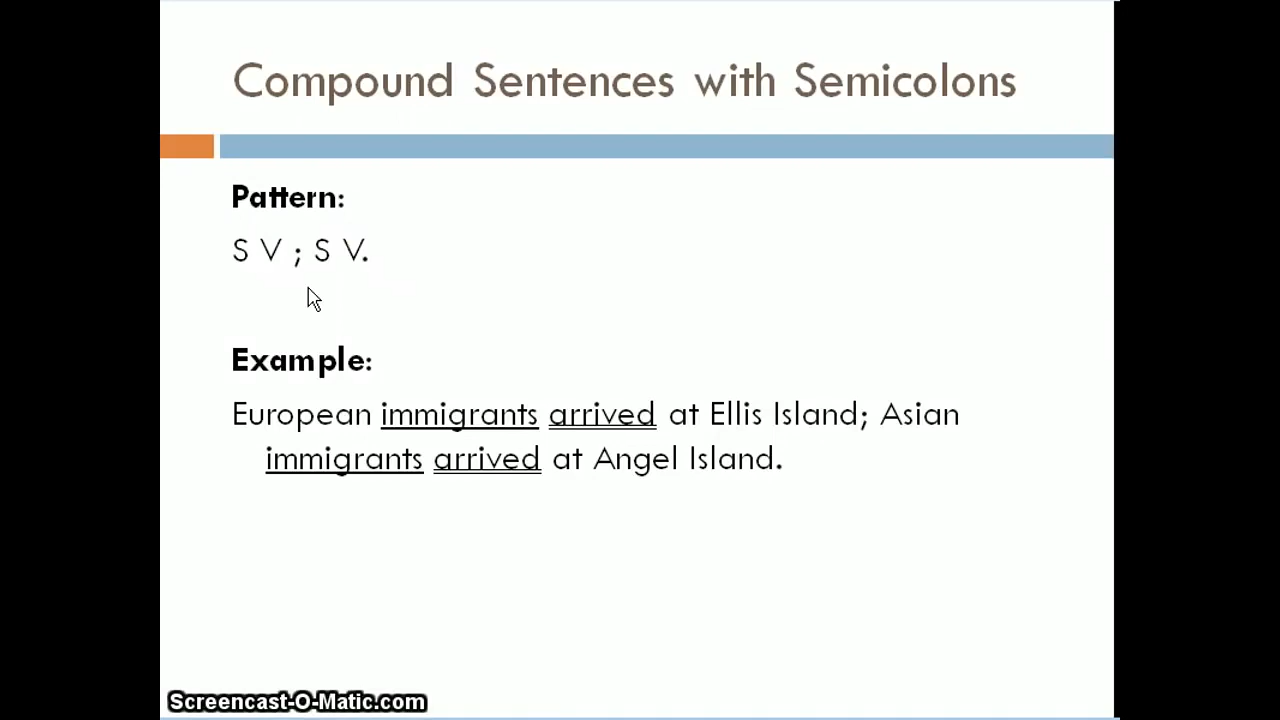 Compound Sentences with Semicolons
Pattern:
S V ; S V.
Example:
European immigrants arrived at Ellis Island; Asian
immigrants arrived at Angel Island.
Screencast-O-Matic.com